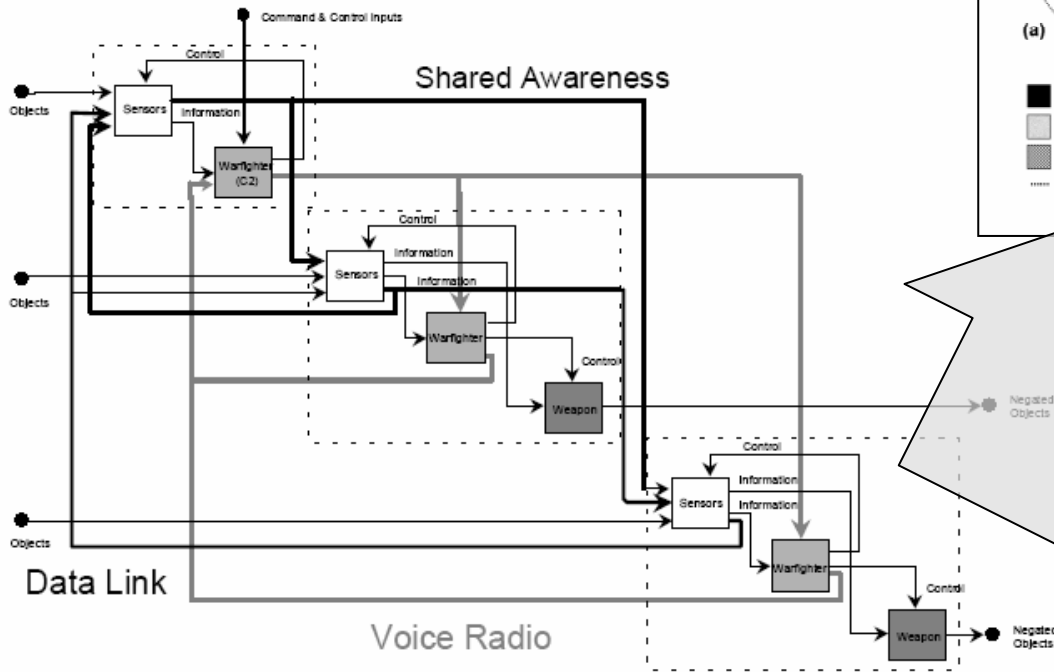 Command & Control Inputs
(a)
Control
Shared Awareness
Objects
Sensors
Information
Warfighter
(C2)
Control
Information
Sensors
Information
Objects
Warfighter
Control
Weapon
Negated
Objects
Control
Information
Sensors
Information
Objects
Warfighter
Data Link
Control
Voice Radio
Weapon
Negated
Objects